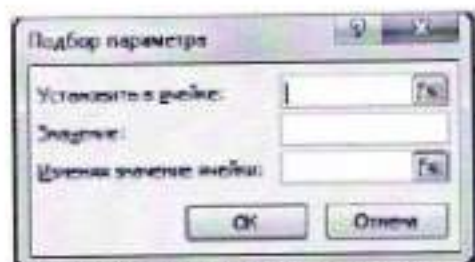 Подбор параметра
Установить в ячейке:
Значение:
Изменяя значение ячейки:
ОК Отмена